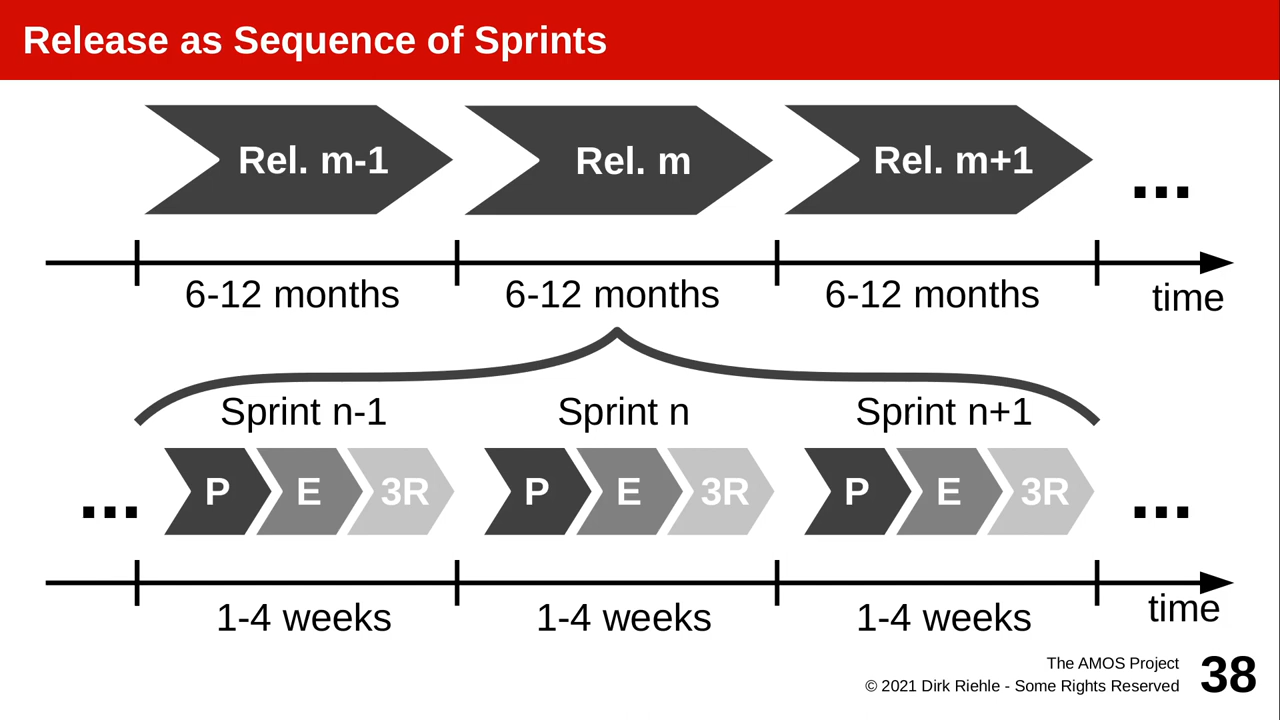 Release as Sequence of Sprints
Rel. m-1 Rel. m Rel. m+1 ...
6-12 months 6-12 months 6-12 months time
Sprint n-1 Sprint n Sprint n+1
... P E 3R P E 3R P E 3R ...
1-4 weeks 1-4 weeks 1-4 weeks time
The AMOS Project
© 2021 Dirk Riehle - Some Rights Reserved 38